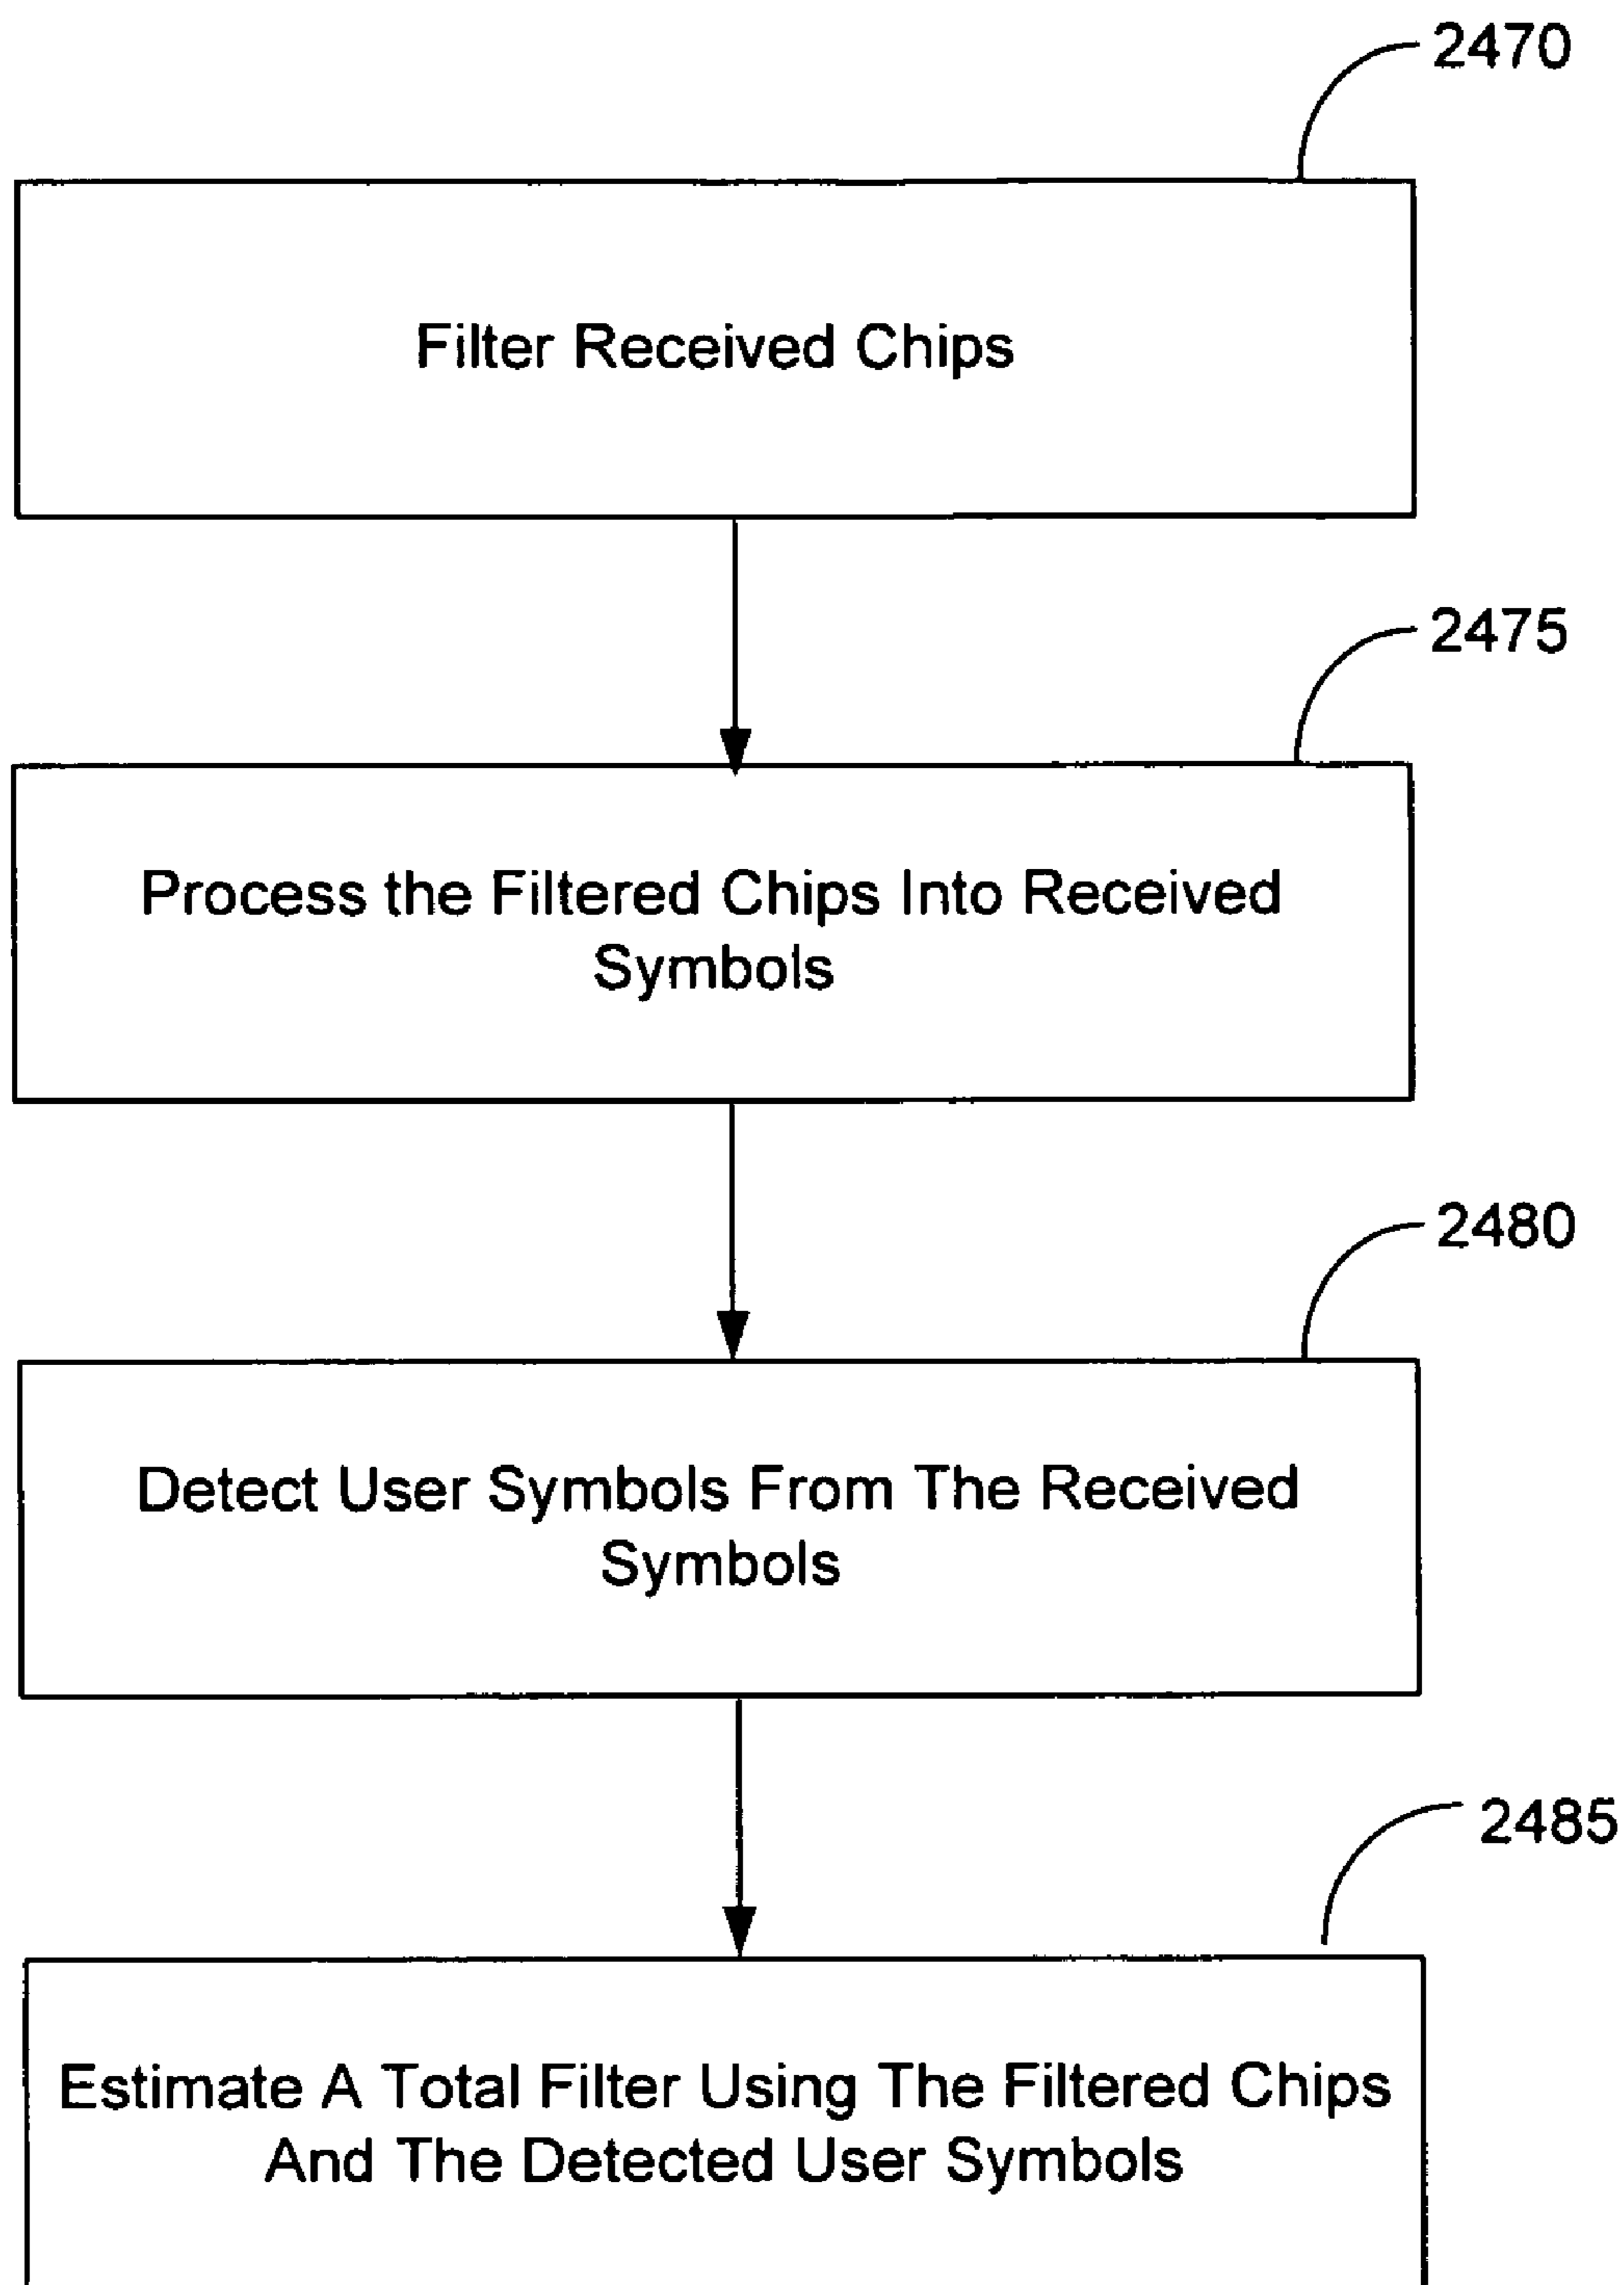 2470
Filter Received Chips
2475
Process the Filtered Chips Into Received
Symbols
2480
Detect User Symbols From The Received
Symbols
2485
Estimate A Total Filter Using The Filtered Chips
And The Detected User Symbols